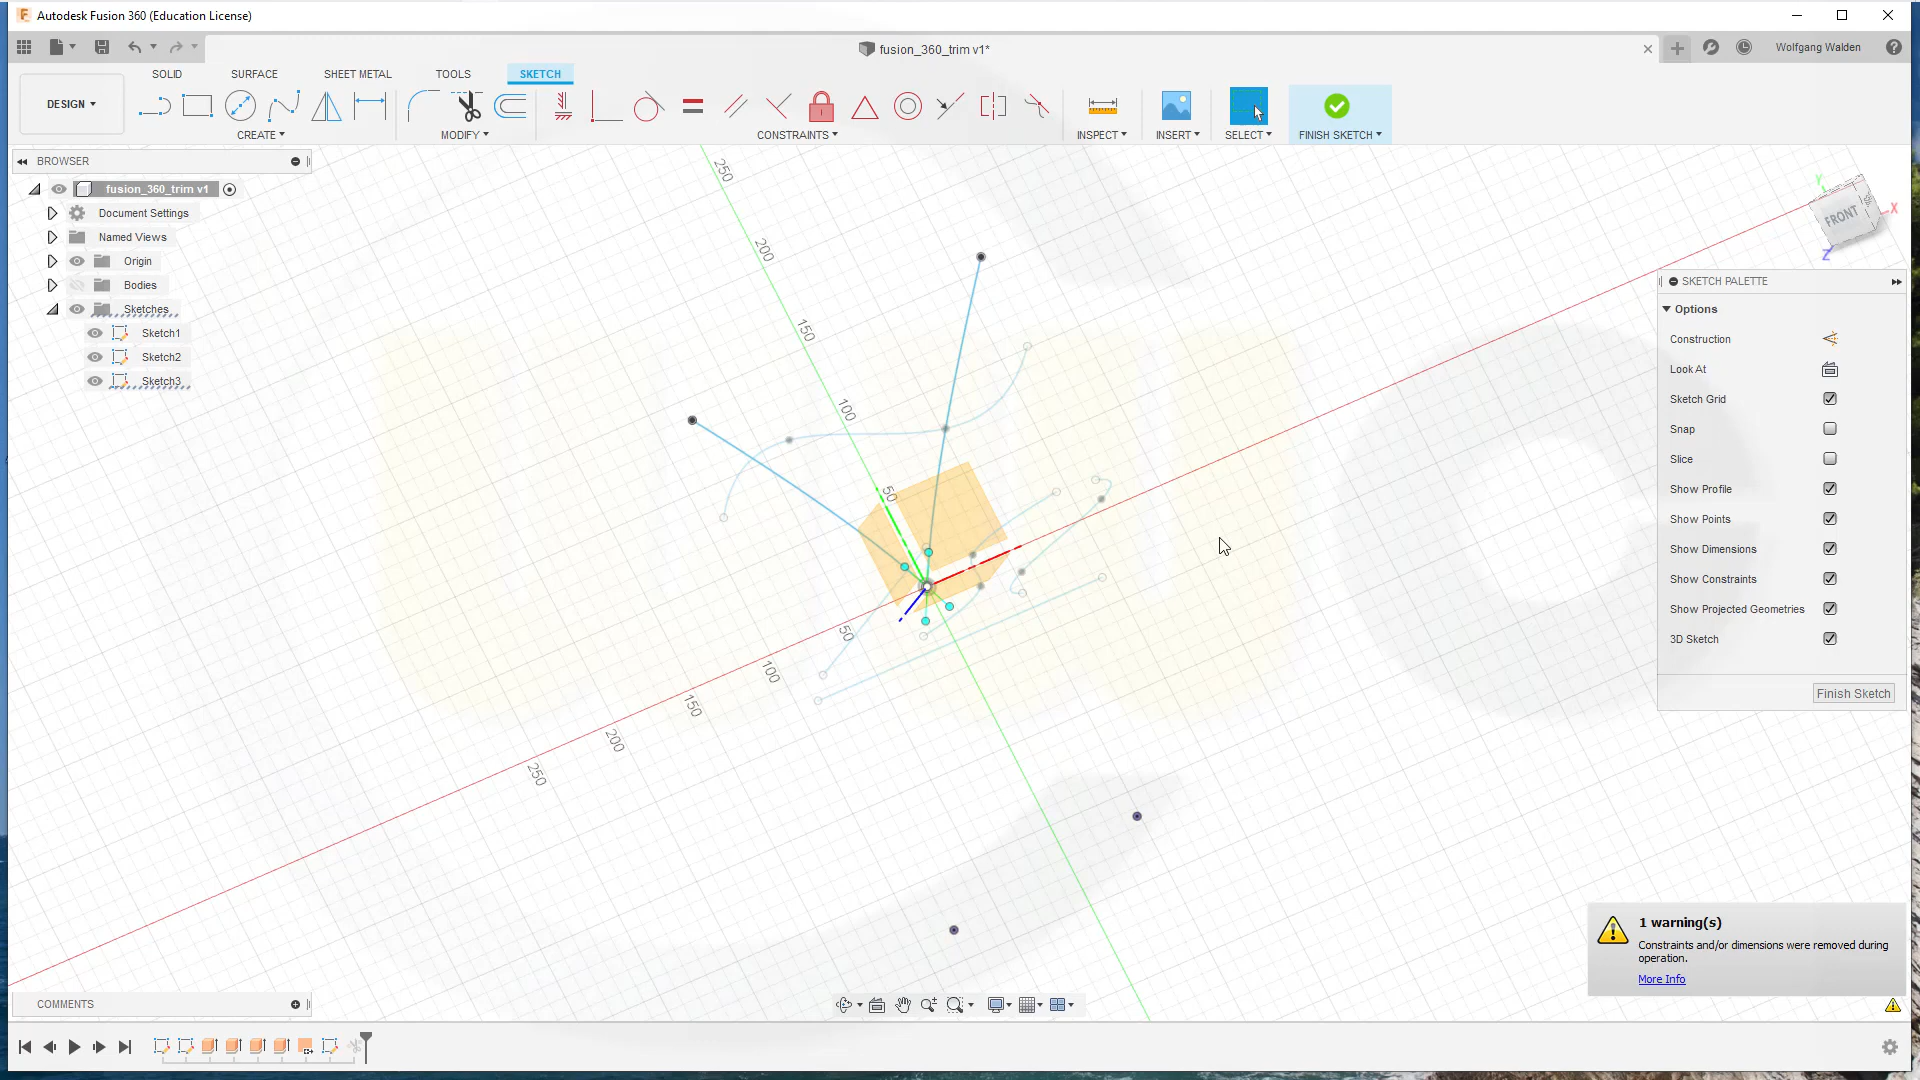 Autodesk Fusion 360 (Education License)
fusion_360_trim v1*
Wolfgang Walden
SOLID
SURFACE
SHEET METAL
TOOLS
SKETCH
DESIGN
CREATE
MODIFY
CONSTRAINTS
INSPECT
INSERT
SELECT
FINISH SKETCH
BROWSER
fusion_360_trim v1
Document Settings
Named Views
Origin
Bodies
Sketches
Sketch1
Sketch2
Sketch3
250
200
150
100
50
50
100
150
200
250
Y
X
Z
FRONT
SKETCH PALETTE
Options
Construction
Look At
Sketch Grid
Snap
Slice
Show Profile
Show Points
Show Dimensions
Show Constraints
Show Projected Geometries
3D Sketch
Finish Sketch
1 warning(s)
Constraints and/or dimensions were removed during
operation.
More Info
COMMENTS